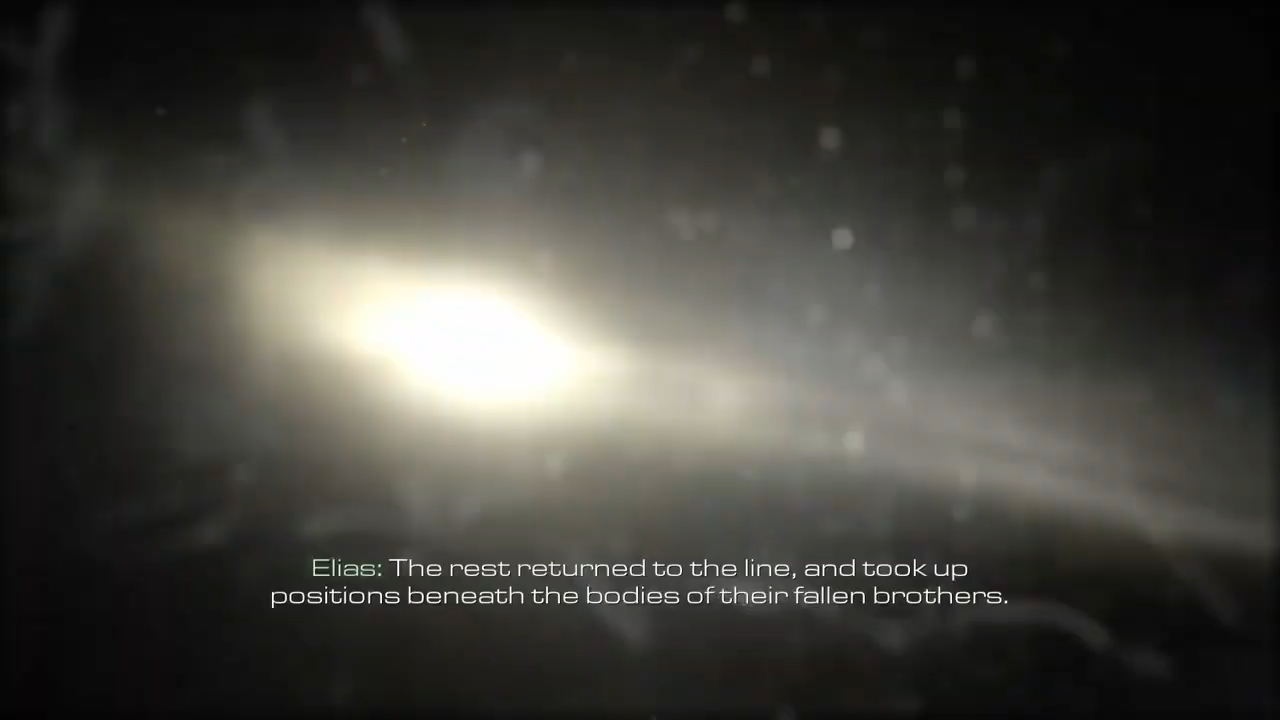 Elias: The rest returned to the line, and took up
positions beneath the bodies of their fallen brothers.